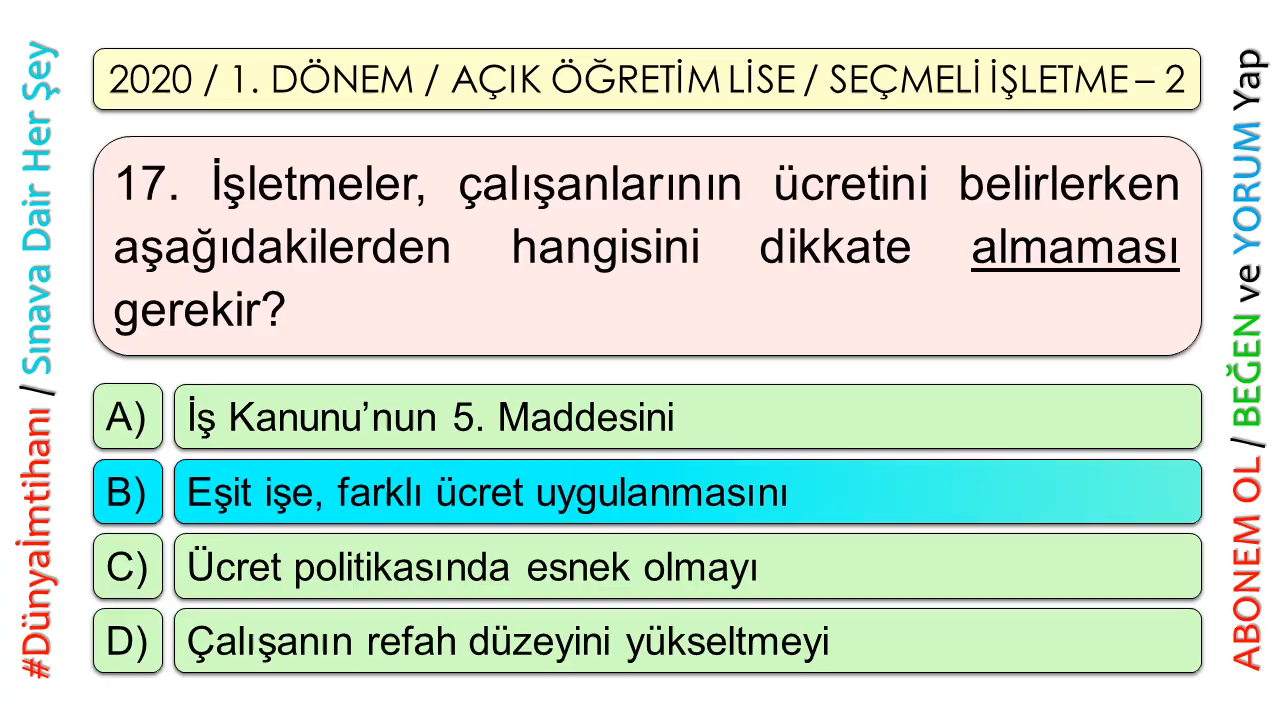 2020 / 1. DÖNEM / AÇIK ÖĞRETİM LİSE / SEÇMELİ İŞLETME – 2
17. İşletmeler, çalışanlarının ücretini belirlerken
aşağıdakilerden hangisini dikkate almaması
gerekir?
A) İş Kanunu’nun 5. Maddesini
B) Eşit işe, farklı ücret uygulanmasını
C) Ücret politikasında esnek olmayı
D) Çalışanın refah düzeyini yükseltmeyi
#Dünyaİmtihanı / Sınava Dair Her Şey
ABONEM OL / BEĞEN ve YORUM Yap